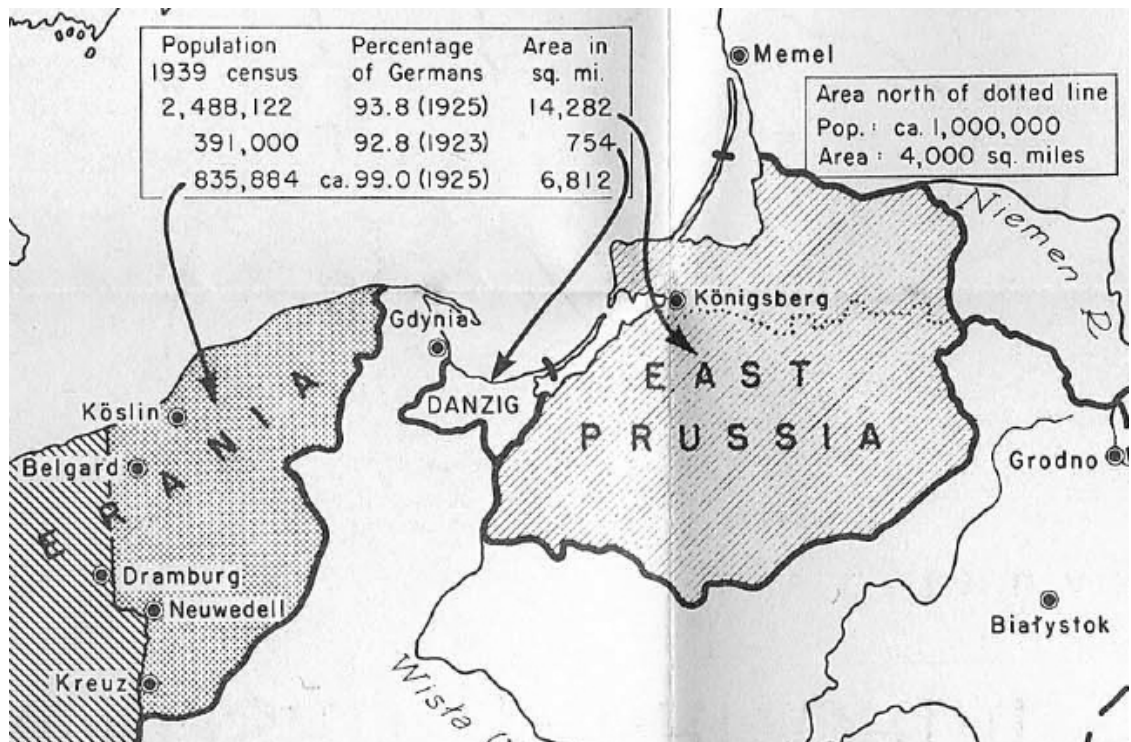 Population Percentage Area in
1939 census of Germans sq. mi.
2,488,122 93.8 (1925) 14,282
391,000 92.8 (1923) 754
835,884 ca. 99.0 (1925) 6,812
Memel
Area north of dotted line
Pop.: ca. 1,000,000
Area : 4,000 sq. miles
Niemen R
Königsberg
Gdynia
EAST
DANZIG
PRUSSIA
Köslin
Belgard
Grodno
ERANIA
Dramburg
Neuwedell
Białystok
Kreuz
Wista